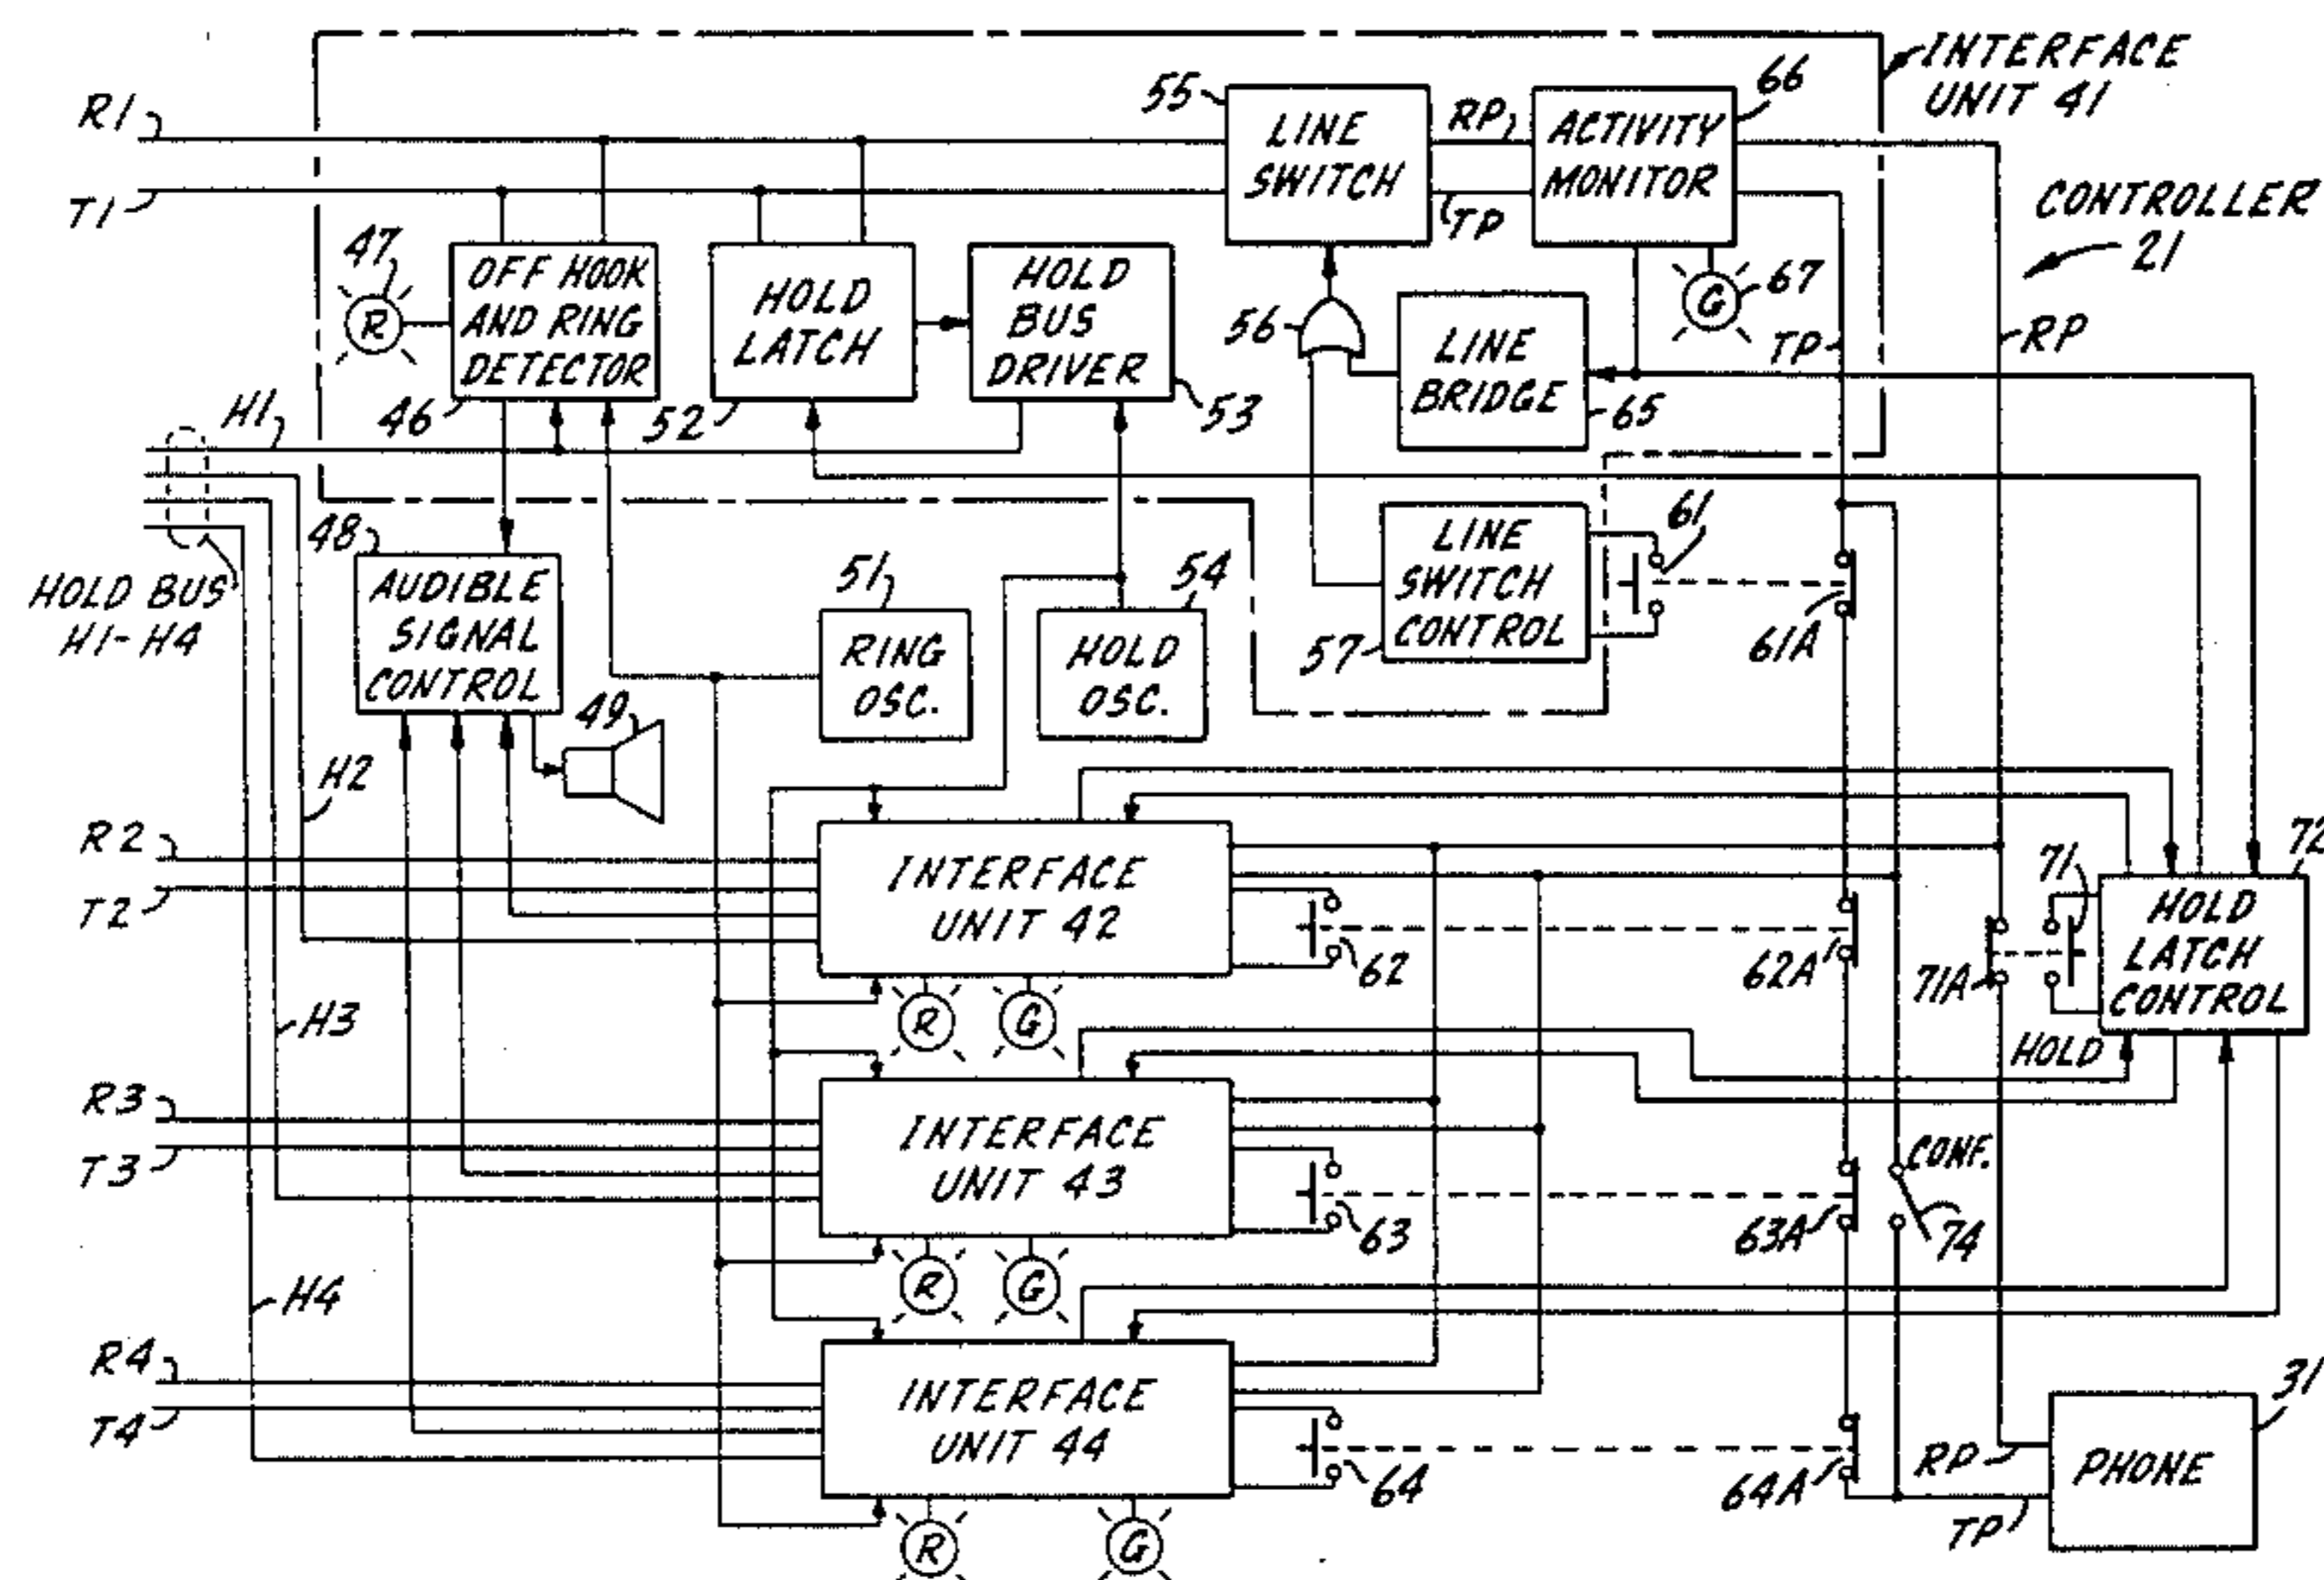 INTERFACE
UNIT 41
R1
T1
55
LINE
SWITCH
RP
TP
ACTIVITY
MONITOR
66
CONTROLLER
21
47
R
OFF HOOK
AND RING
DETECTOR
46
HOLD
LATCH
52
HOLD
BUS
DRIVER
53
56
LINE
BRIDGE
65
G
67
TP
RP
H1
HOLD BUS
H1-H4
48
AUDIBLE
SIGNAL
CONTROL
49
51
RING
OSC.
54
HOLD
OSC.
LINE
SWITCH
CONTROL
57
61
61A
H2
R2
T2
INTERFACE
UNIT 42
62
62A
R
G
71
71A
72
HOLD
LATCH
CONTROL
HOLD
H3
R3
T3
INTERFACE
UNIT 43
63
63A
CONF.
74
R
G
H4
R4
T4
INTERFACE
UNIT 44
64
64A
R
G
RP
TP
PHONE
31